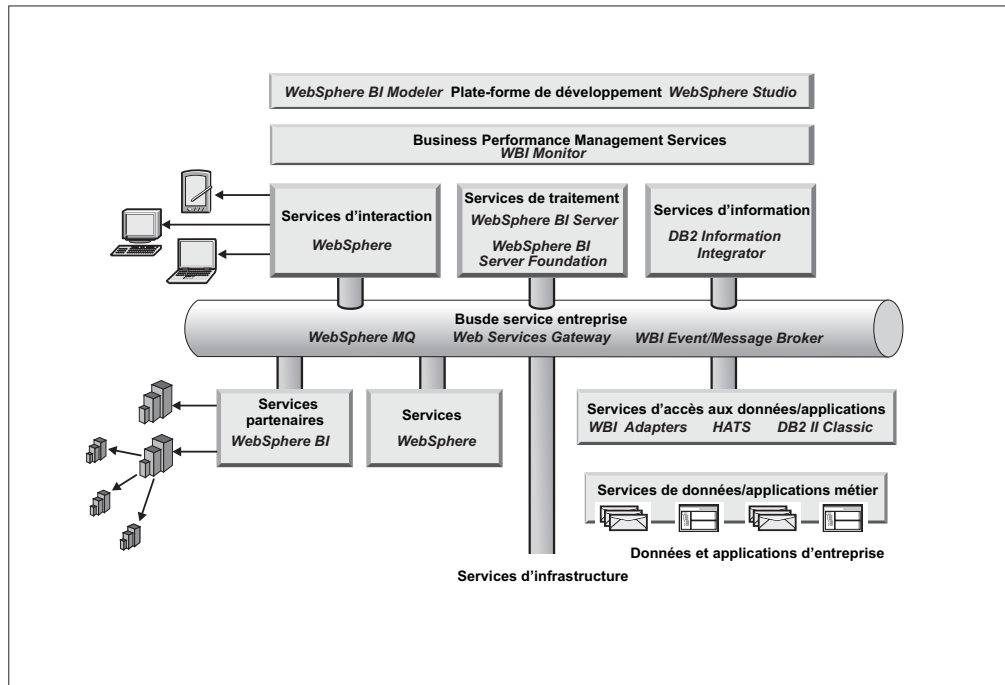 WebSphere BI Modeler Plate-forme de développement WebSphere Studio
Business Performance Management Services
WBI Monitor
Services d’interaction
WebSphere
Services de traitement
WebSphere BI Server
WebSphere BI
Server Foundation
Services d’information
DB2 Information
Integrator
Busde service entreprise
WebSphere MQ Web Services Gateway WBI Event/Message Broker
Services
partenaires
WebSphere BI
Services
WebSphere
Services d’accès aux données/applications
WBI Adapters HATS DB2 II Classic
Services de données/applications métier
Données et applications d’entreprise
Services d’infrastructure